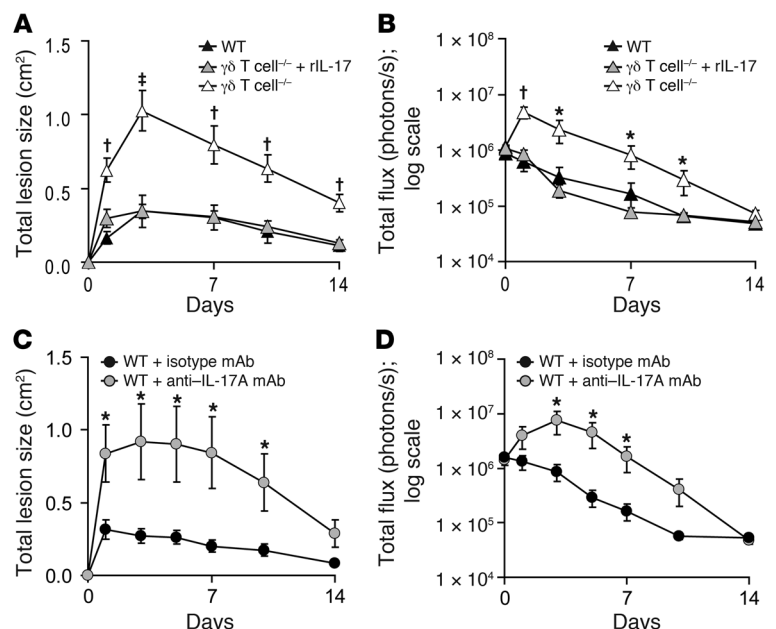 A
Total lesion size (cm²)
1.5
1.0
0.5
0.0
0
7
14
Days
WT
γδ T cell⁻/⁻ + rIL-17
γδ T cell⁻/⁻
†
‡
†
†
†
B
Total flux (photons/s);
log scale
1 × 10⁸
1 × 10⁷
1 × 10⁶
1 × 10⁵
1 × 10⁴
0
7
14
Days
WT
γδ T cell⁻/⁻ + rIL-17
γδ T cell⁻/⁻
†
*
*
*
C
Total lesion size (cm²)
1.5
1.0
0.5
0.0
0
7
14
Days
WT + isotype mAb
WT + anti–IL-17A mAb
*
*
*
*
*
D
Total flux (photons/s);
log scale
1 × 10⁸
1 × 10⁷
1 × 10⁶
1 × 10⁵
1 × 10⁴
0
7
14
Days
WT + isotype mAb
WT + anti–IL-17A mAb
*
*
*